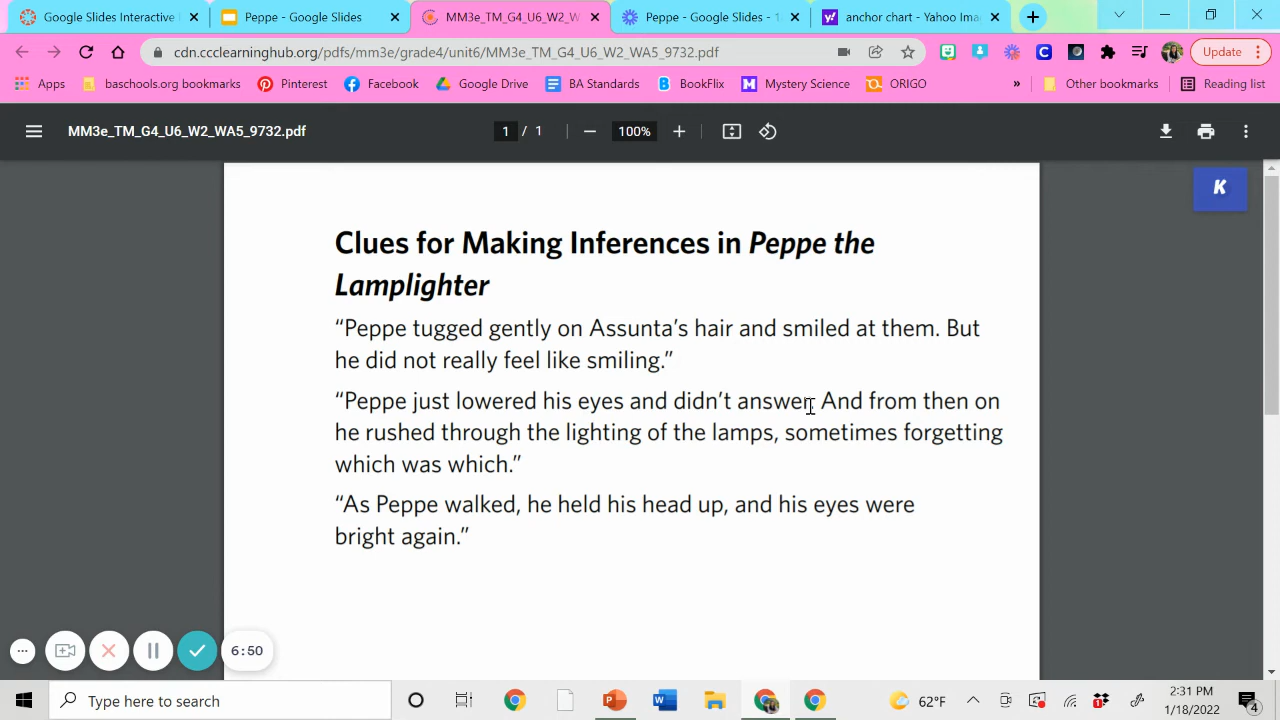 Google Slides Interactive
Peppe - Google Slides
MM3e_TM_G4_U6_W2_W
Peppe - Google Slides - 1
anchor chart - Yahoo Ima
cdn.ccclearninghub.org/pdfs/mm3e/grade4/unit6/MM3e_TM_G4_U6_W2_WA5_9732.pdf
Update
Apps
baschools.org bookmarks
Pinterest
Facebook
Google Drive
BA Standards
BookFlix
Mystery Science
ORIGO
»
Other bookmarks
Reading list
MM3e_TM_G4_U6_W2_WA5_9732.pdf
1 / 1
100%
K
Clues for Making Inferences in Peppe the
Lamplighter
“Peppe tugged gently on Assunta’s hair and smiled at them. But
he did not really feel like smiling.”
“Peppe just lowered his eyes and didn’t answer. And from then on
he rushed through the lighting of the lamps, sometimes forgetting
which was which.”
“As Peppe walked, he held his head up, and his eyes were
bright again.”
6:50
Type here to search
62°F
2:31 PM
1/18/2022
4